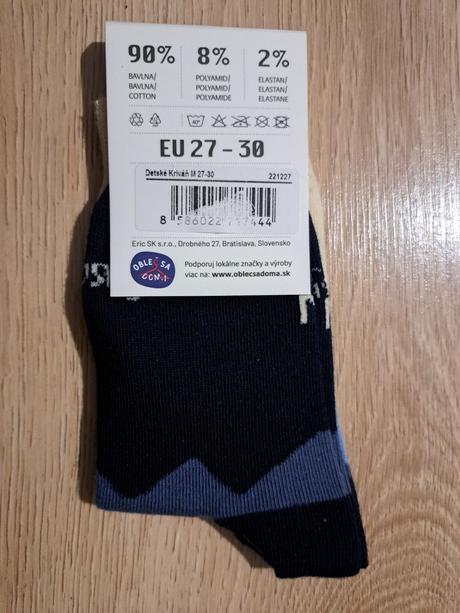 90% 8% 2%
BAVLNA/ POLYAMID/ ELASTAN/
BAVLNA/ POLYAMID/ ELASTAN/
COTTON POLYAMIDE ELASTANE
40°
EU 27 - 30
Detské Kriváň M 27-30 221227
Eric SK s.r.o., Drobného 27, Bratislava, Slovensko
OBLEČ SA Podporuj lokálne značky a výroby
DOMA viac na: www.oblecsadoma.sk